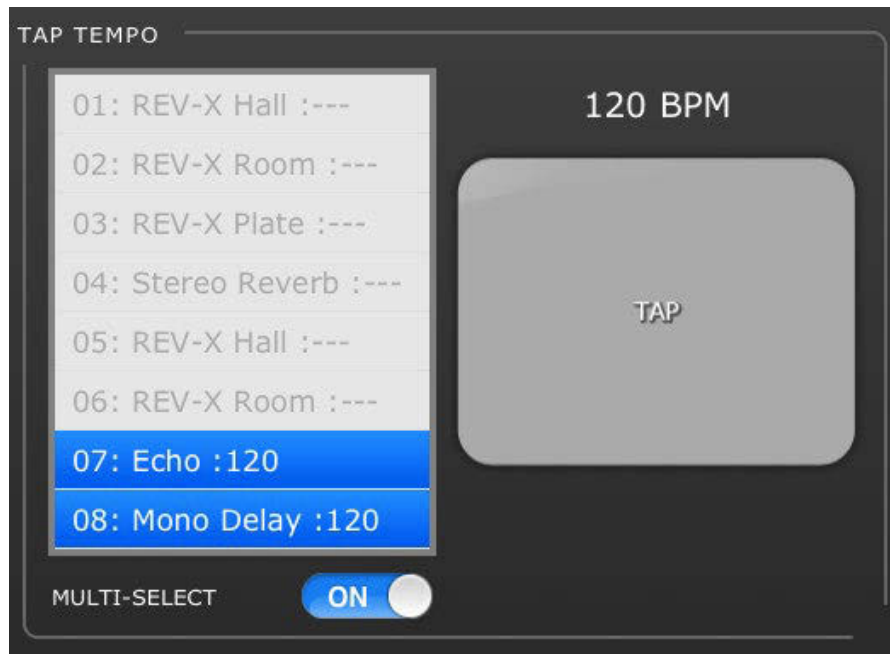 TAP TEMPO
01: REV-X Hall :---
02: REV-X Room :---
03: REV-X Plate :---
04: Stereo Reverb :---
05: REV-X Hall :---
06: REV-X Room :---
07: Echo :120
08: Mono Delay :120
MULTI-SELECT ON
120 BPM
TAP